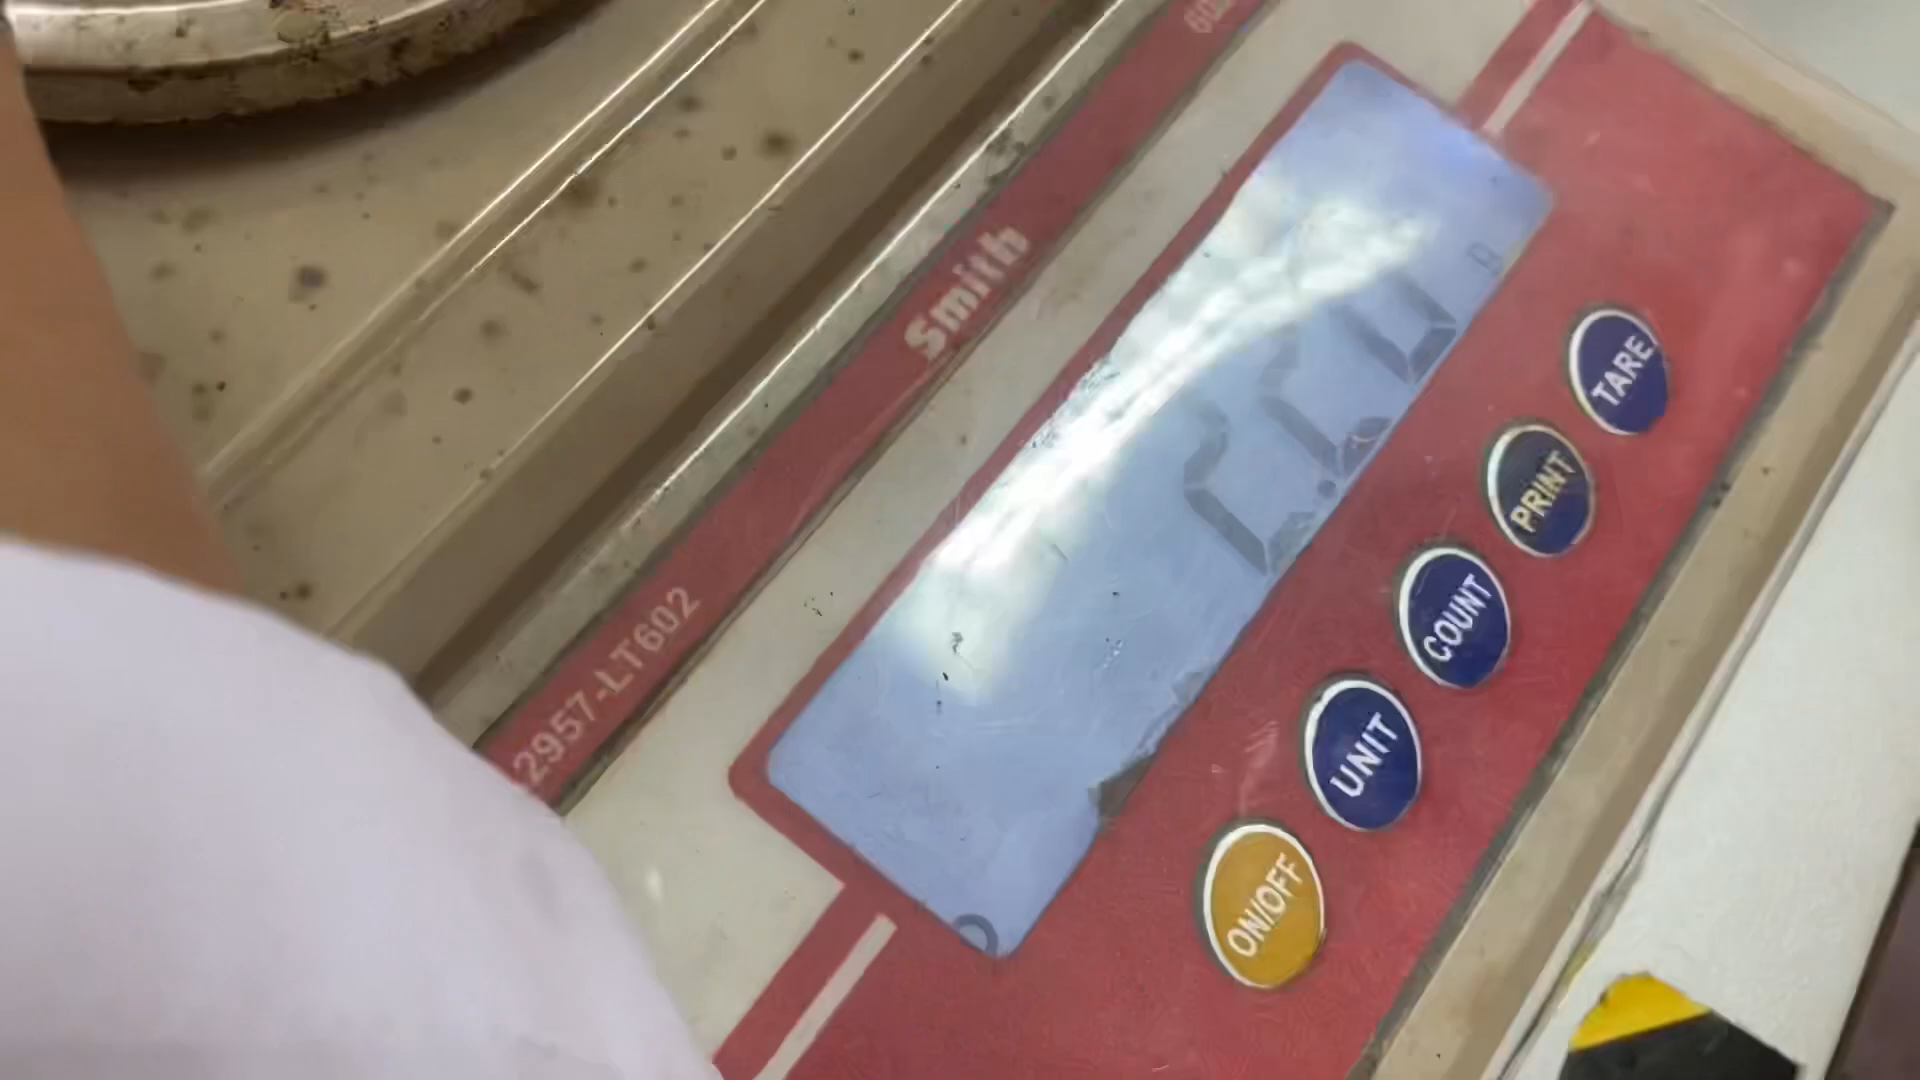 Smith
2957-LT602
TARE
PRINT
COUNT
UNIT
ON/OFF